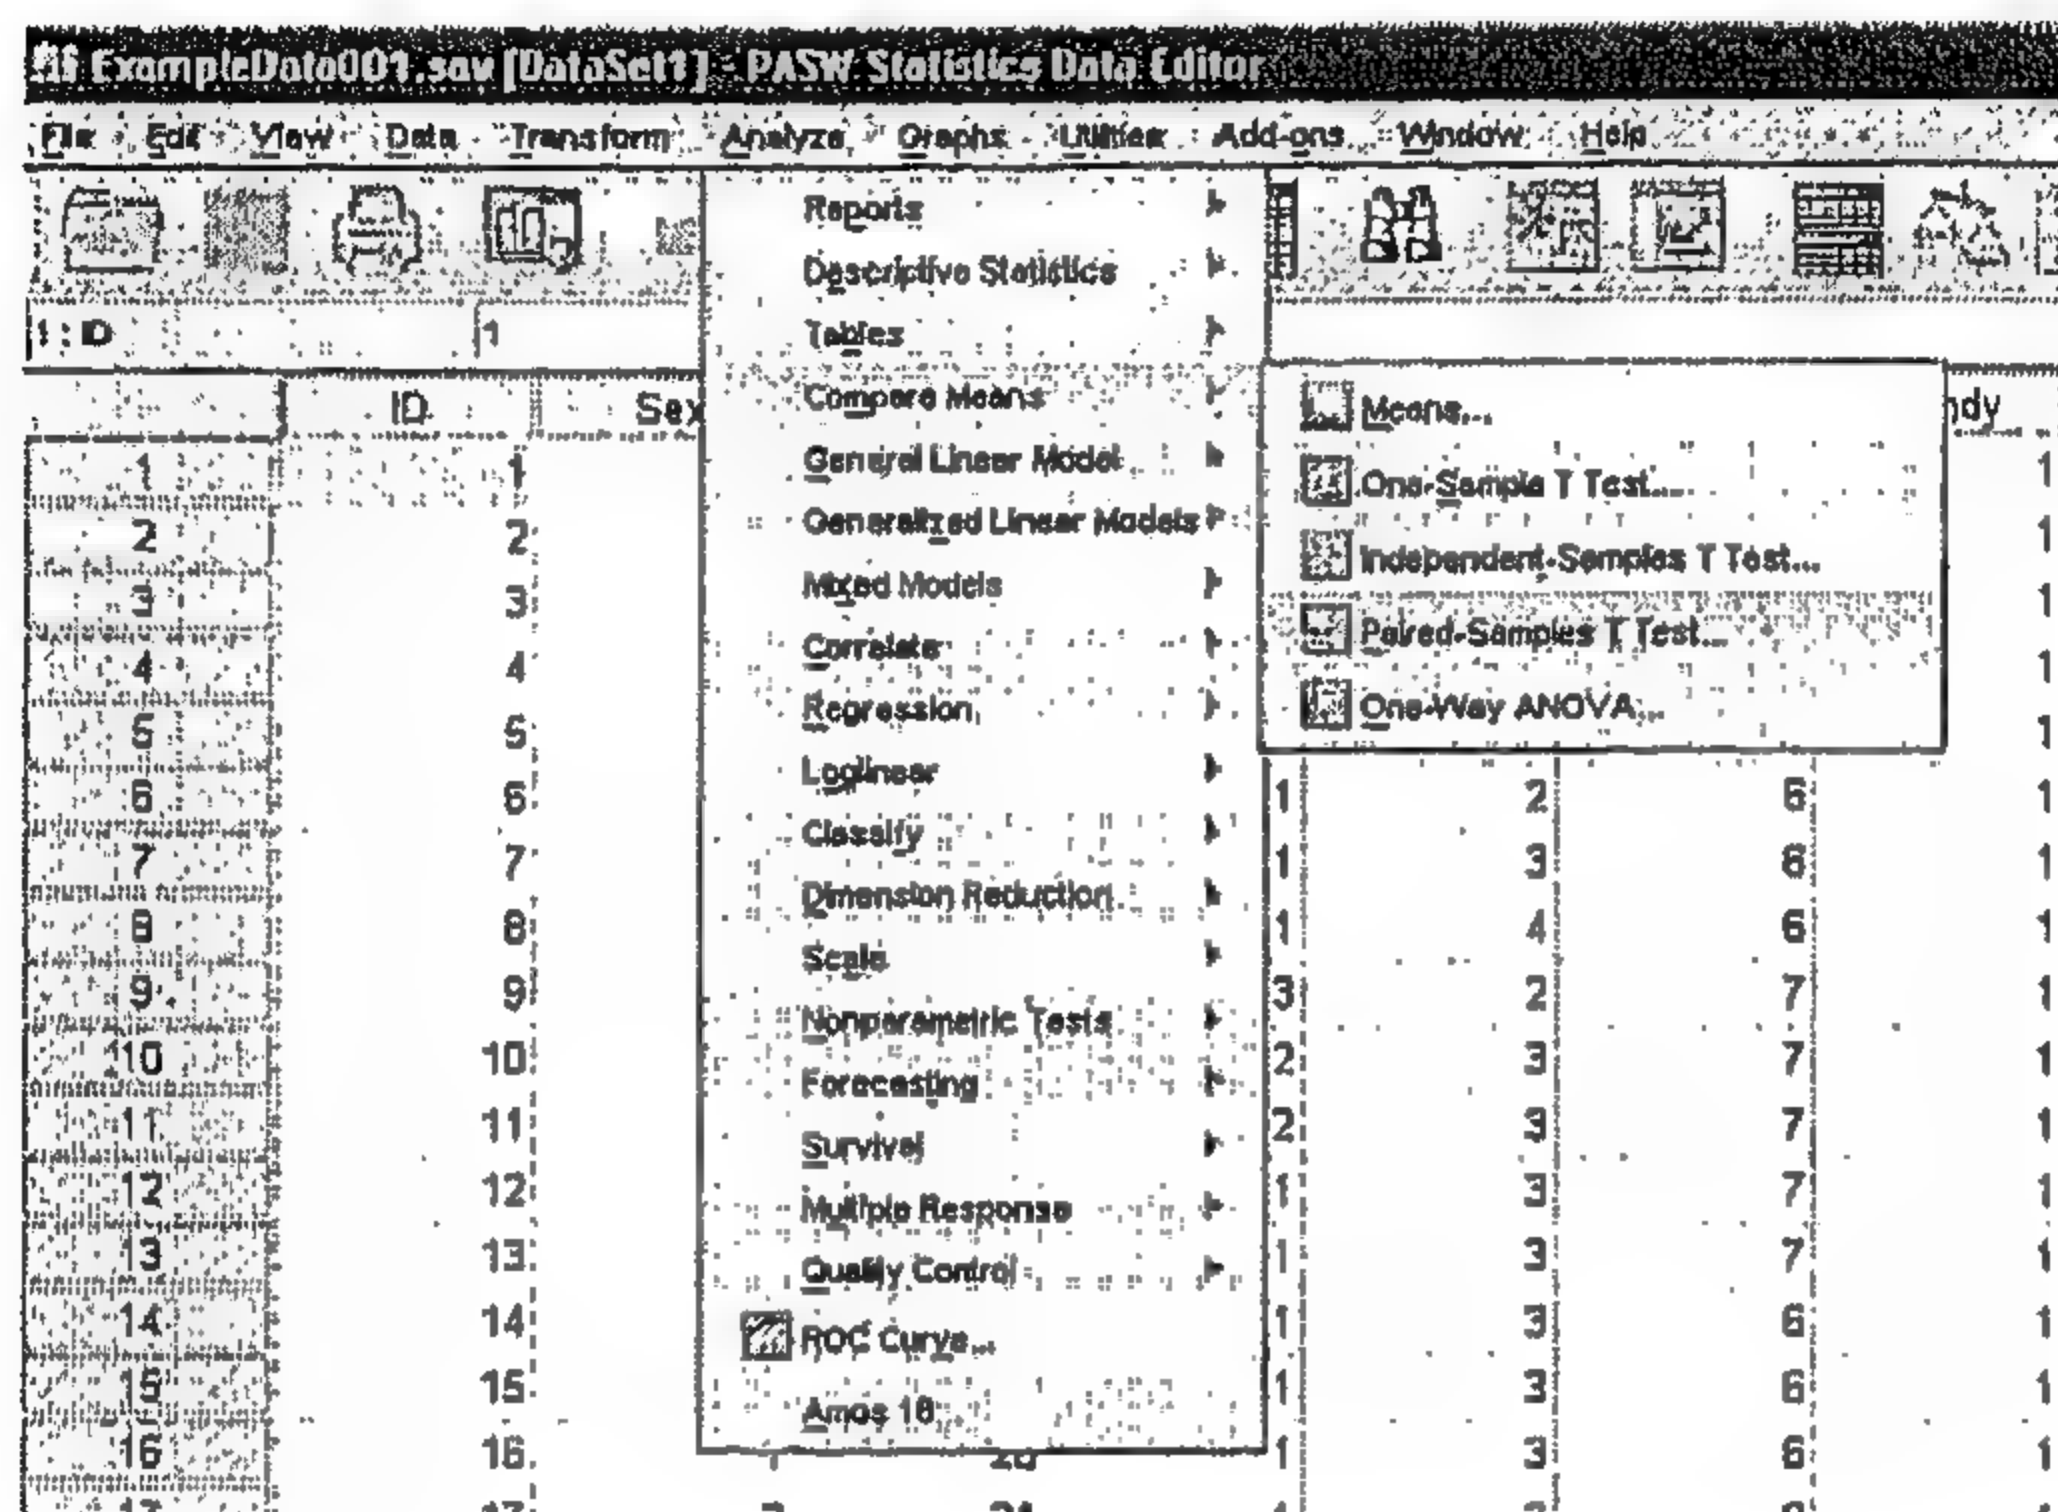 ExampleData001.sav [DataSet1] - PASW Statistics Data Editor
File Edit View Data Transform Analyze Graphs Utilities Add-ons Window Help
1 : ID 1
ID Sex ndy
Reports
Descriptive Statistics
Tables
Compare Means
General Linear Model
Generalized Linear Models
Mixed Models
Correlate
Regression
Loglinear
Classify
Dimension Reduction
Scale
Nonparametric Tests
Forecasting
Survival
Multiple Response
Quality Control
ROC Curve...
Amos 18
Means...
One-Sample T Test...
Independent-Samples T Test...
Paired-Samples T Test...
One-Way ANOVA...
1 1 1
2 2 1
3 3 1
4 4 1
5 5 1
6 6 1 2 6 1
7 7 1 3 6 1
8 8 1 4 6 1
9 9 3 2 7 1
10 10 2 3 7 1
11 11 2 3 7 1
12 12 1 3 7 1
13 13 1 3 7 1
14 14 1 3 6 1
15 15 1 3 6 1
16 16 1 3 6 1